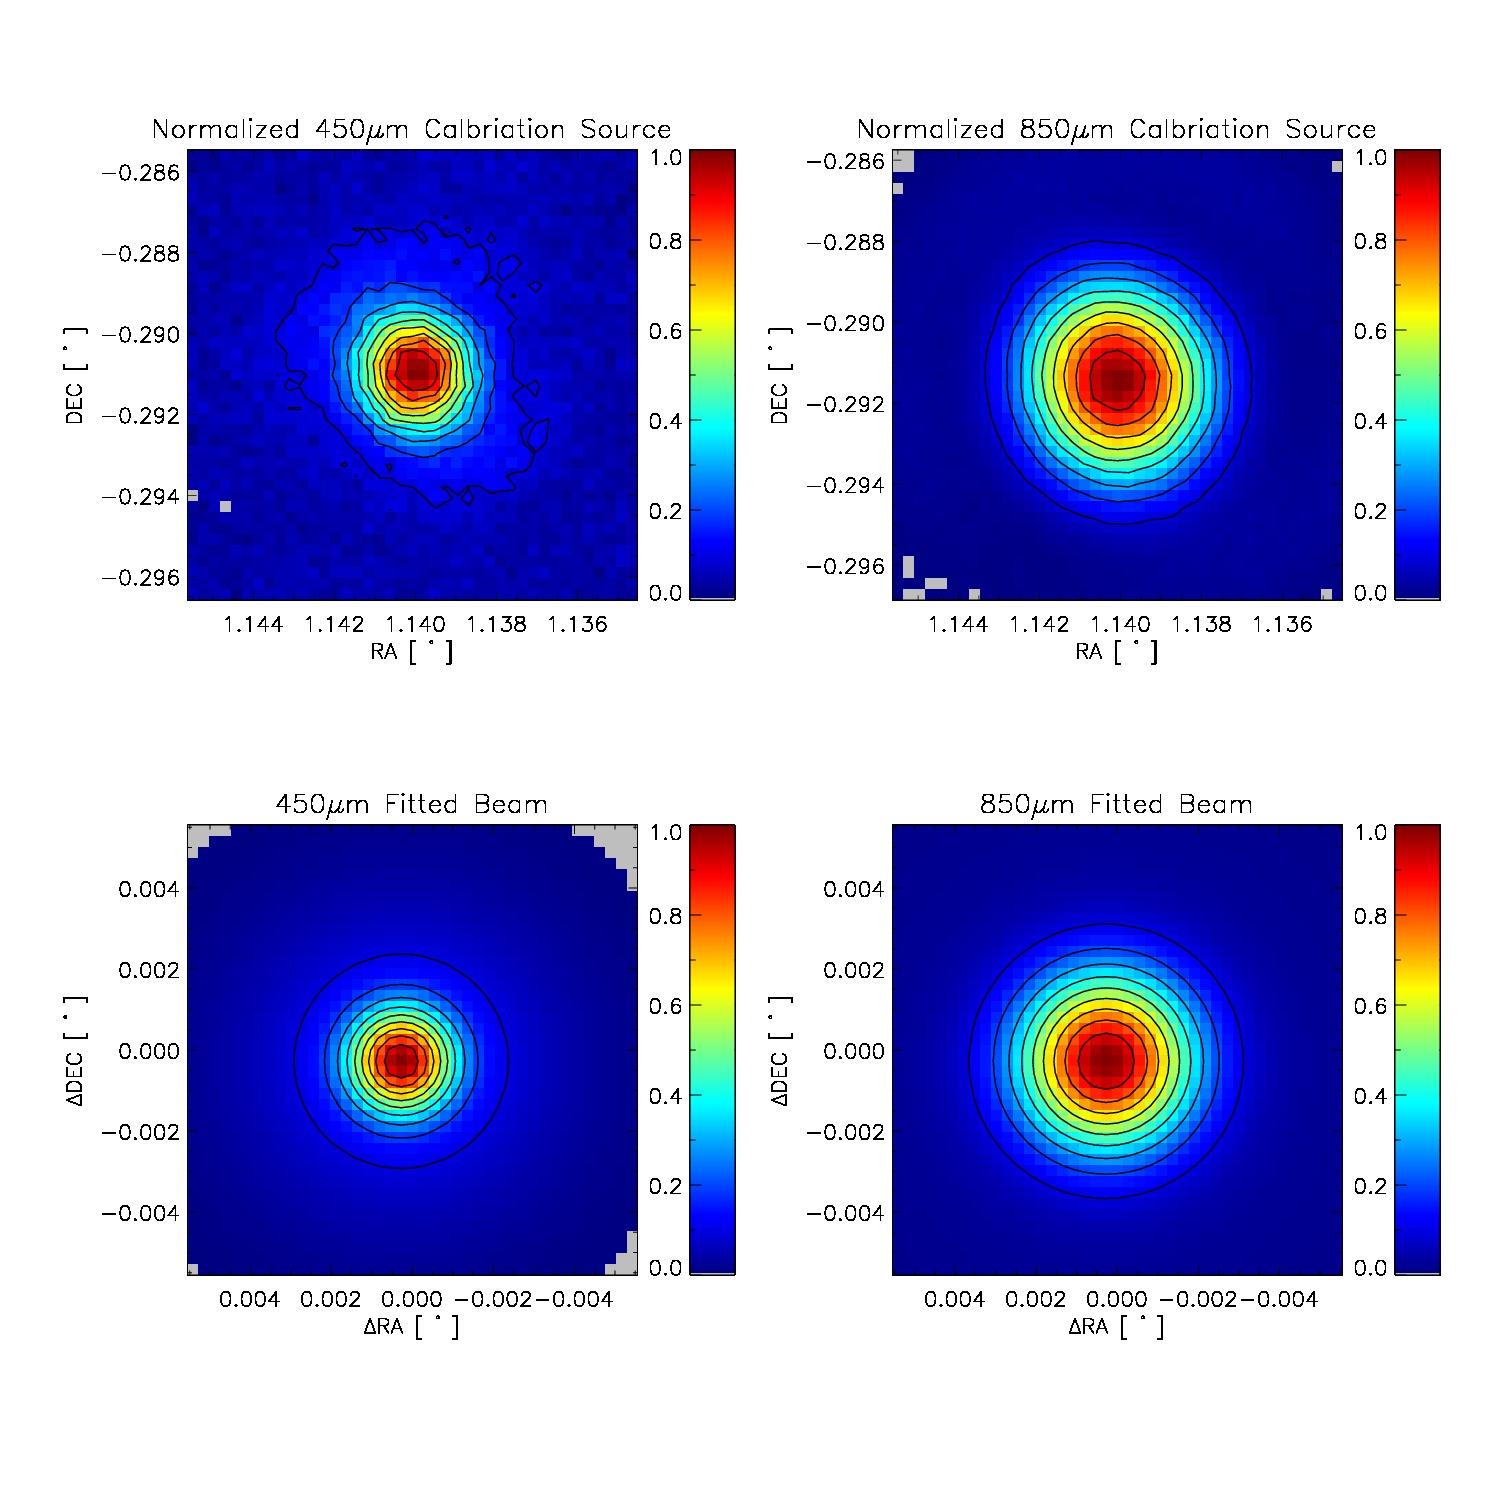 Normalized 450μm Calbriation Source
−0.286
−0.288
−0.290
−0.292
−0.294
−0.296
DEC [ ° ]
1.144 1.142 1.140 1.138 1.136
RA [ ° ]
1.0
0.8
0.6
0.4
0.2
0.0
Normalized 850μm Calbriation Source
−0.286
−0.288
−0.290
−0.292
−0.294
−0.296
DEC [ ° ]
1.144 1.142 1.140 1.138 1.136
RA [ ° ]
1.0
0.8
0.6
0.4
0.2
0.0
450μm Fitted Beam
0.004
0.002
0.000
−0.002
−0.004
ΔDEC [ ° ]
0.004 0.002 0.000 −0.002 −0.004
ΔRA [ ° ]
1.0
0.8
0.6
0.4
0.2
0.0
850μm Fitted Beam
0.004
0.002
0.000
−0.002
−0.004
ΔDEC [ ° ]
0.004 0.002 0.000 −0.002 −0.004
ΔRA [ ° ]
1.0
0.8
0.6
0.4
0.2
0.0